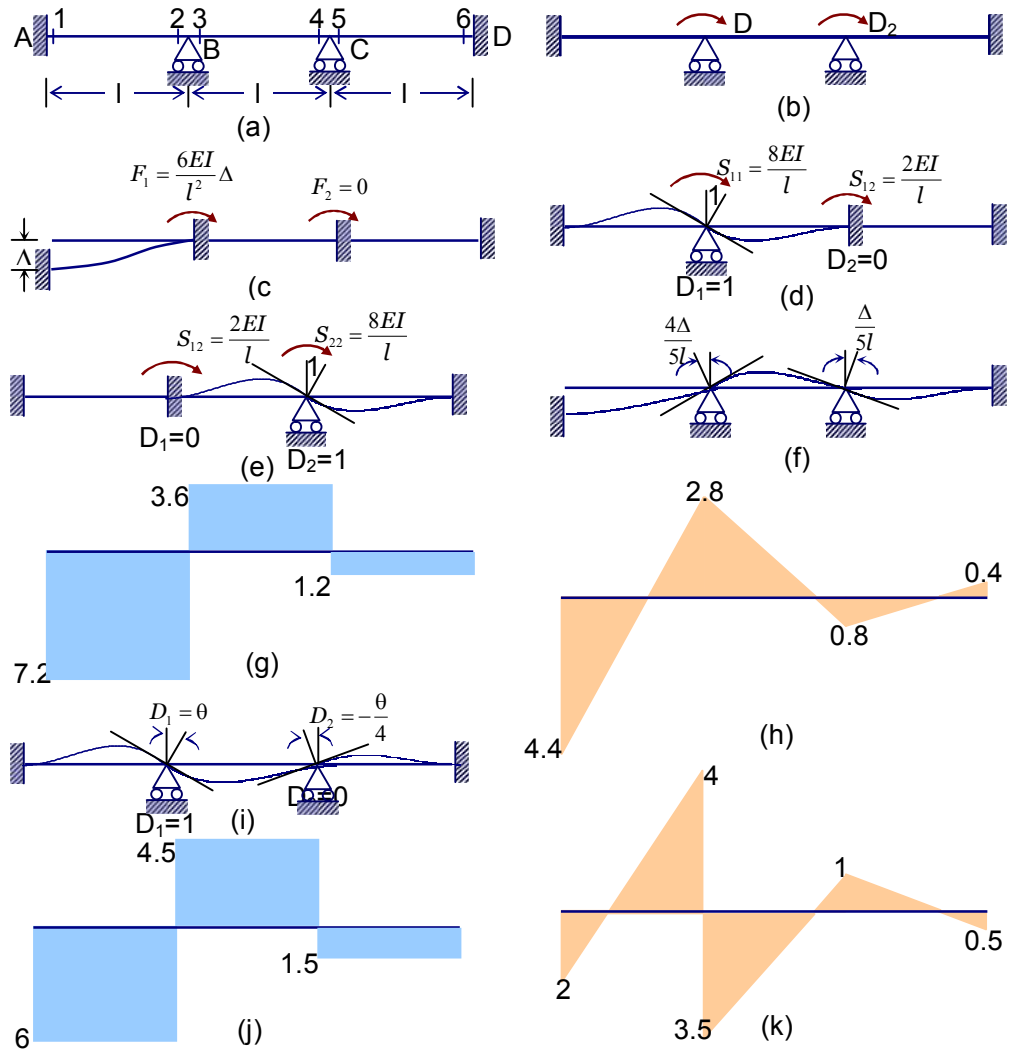 1 2 3 4 5 6
A B C D
l l l
(a)
D D₂
(b)
F₁ = 6EI/l² Δ F₂ = 0
Δ
(c)
S₁₁ = 8EI/l S₁₂ = 2EI/l
1
D₁=1 D₂=0
(d)
S₁₂ = 2EI/l S₂₂ = 8EI/l
1
D₁=0 D₂=1
(e)
4Δ/5l Δ/5l
(f)
3.6
1.2
7.2
(g)
2.8
0.4
0.8
4.4
(h)
D₁ = θ D₂ = −θ/4
D₁=1
(i)
4.5
1.5
6
(j)
4
1
0.5
2
3.5
(k)